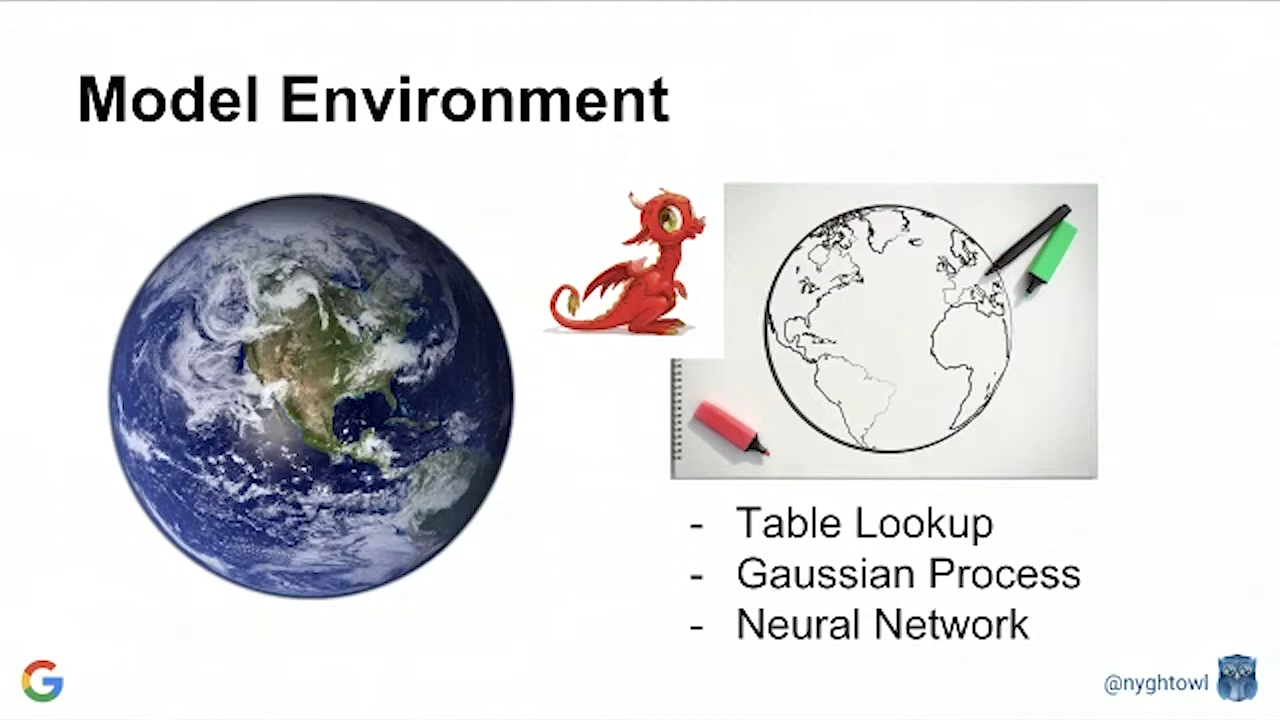 Model Environment
- Table Lookup
- Gaussian Process
- Neural Network
@nyghtowl